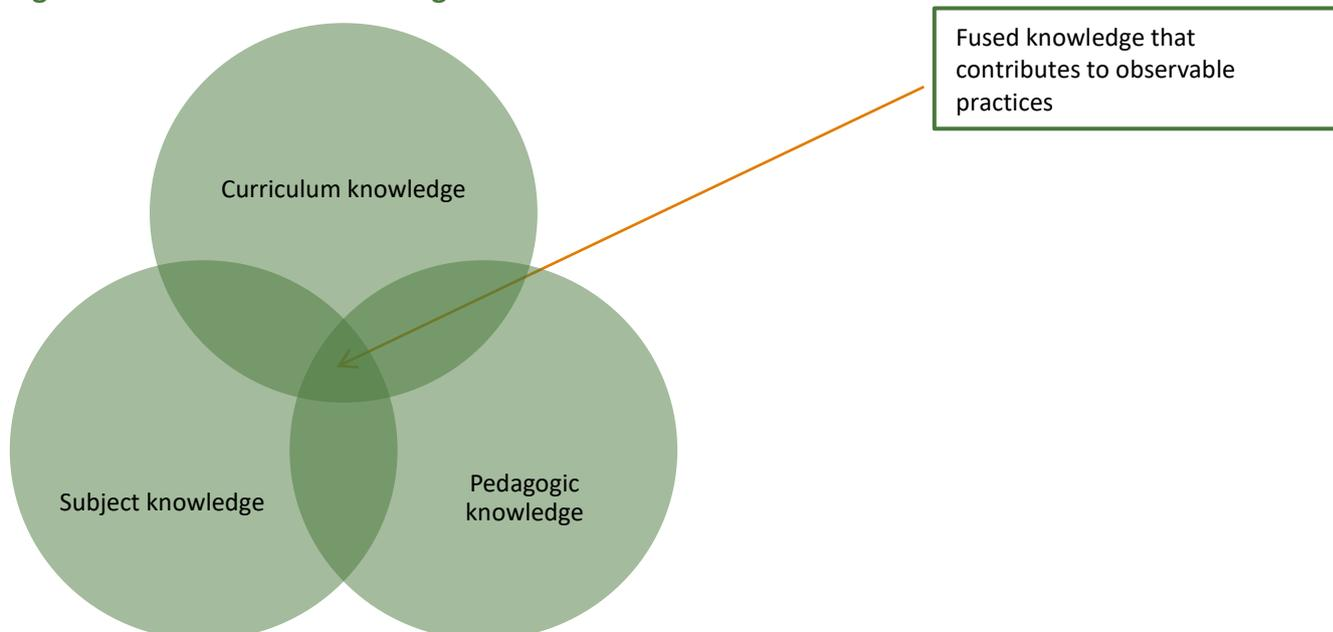 Fused knowledge that
contributes to observable
practices
Curriculum knowledge
Pedagogic
knowledge
Subject knowledge